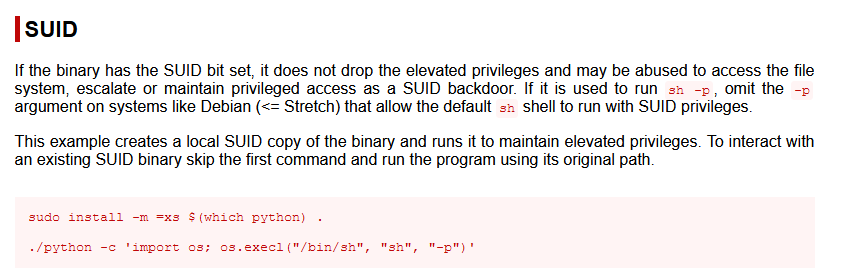 SUID
If the binary has the SUID bit set, it does not drop the elevated privileges and may be abused to access the file
system, escalate or maintain privileged access as a SUID backdoor. If it is used to run sh -p, omit the -p
argument on systems like Debian (<= Stretch) that allow the default sh shell to run with SUID privileges.
This example creates a local SUID copy of the binary and runs it to maintain elevated privileges. To interact with
an existing SUID binary skip the first command and run the program using its original path.
sudo install -m =xs $(which python) .
./python -c 'import os; os.execl("/bin/sh", "sh", "-p")'